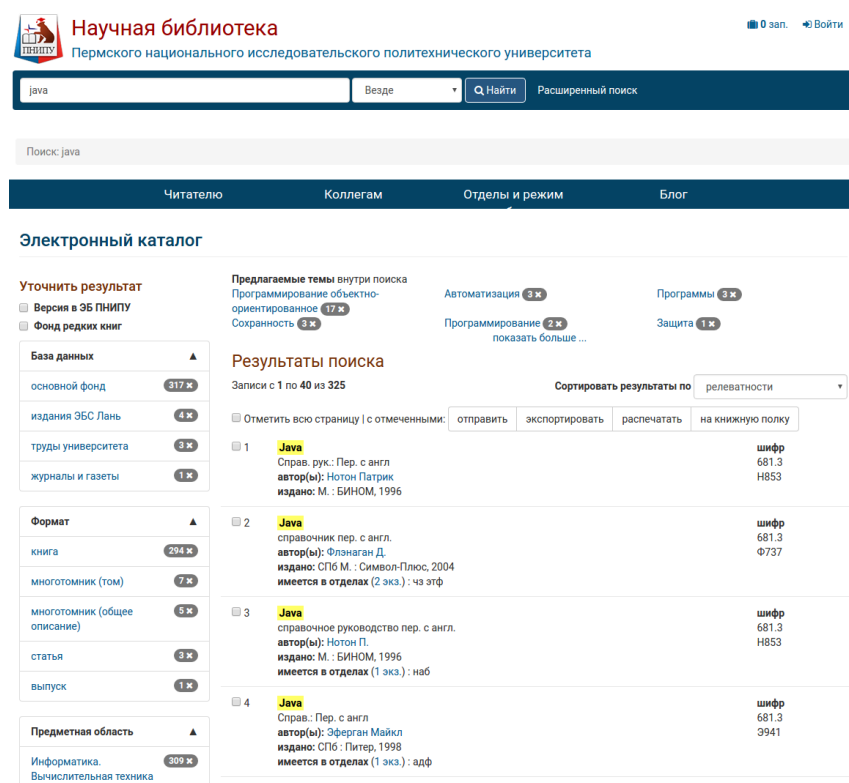 Научная библиотека
0 зап. Войти
ПНИПУ
Пермского национального исследовательского политехнического университета
java Везде Найти Расширенный поиск
Поиск: java
Читателю Коллегам Отделы и режим Блог
Электронный каталог
Уточнить результат
Версия в ЭБ ПНИПУ
Фонд редких книг
База данных ▲
основной фонд 317 ×
издания ЭБС Лань 4 ×
труды университета 3 ×
журналы и газеты 1 ×
Формат ▲
книга 294 ×
многотомник (том) 7 ×
многотомник (общее 5 ×
описание)
статья 3 ×
выпуск 1 ×
Предметная область ▲
Информатика. 309 ×
Вычислительная техника
Предлагаемые темы внутри поиска
Программирование объектно-
ориентированное 17 ×
Автоматизация 3 ×
Программы 3 ×
Сохранность 3 ×
Программирование 2 ×
Защита 1 ×
показать больше ...
Результаты поиска
Записи с 1 по 40 из 325
Сортировать результаты по релеватности
Отметить всю страницу | с отмеченными: отправить экспортировать распечатать на книжную полку
1 Java шифр
Справ. рук.: Пер. с англ 681.3
автор(ы): Нотон Патрик Н853
издано: М. : БИНОМ, 1996
2 Java шифр
справочник пер. с англ. 681.3
автор(ы): Флэнаган Д. Ф737
издано: СПб М. : Символ-Плюс, 2004
имеется в отделах (2 экз.) : чз этф
3 Java шифр
справочное руководство пер. с англ. 681.3
автор(ы): Нотон П. Н853
издано: М. : БИНОМ, 1996
имеется в отделах (1 экз.) : наб
4 Java шифр
Справ.: Пер. с англ 681.3
автор(ы): Эферган Майкл Э941
издано: СПб : Питер, 1998
имеется в отделах (1 экз.) : адф